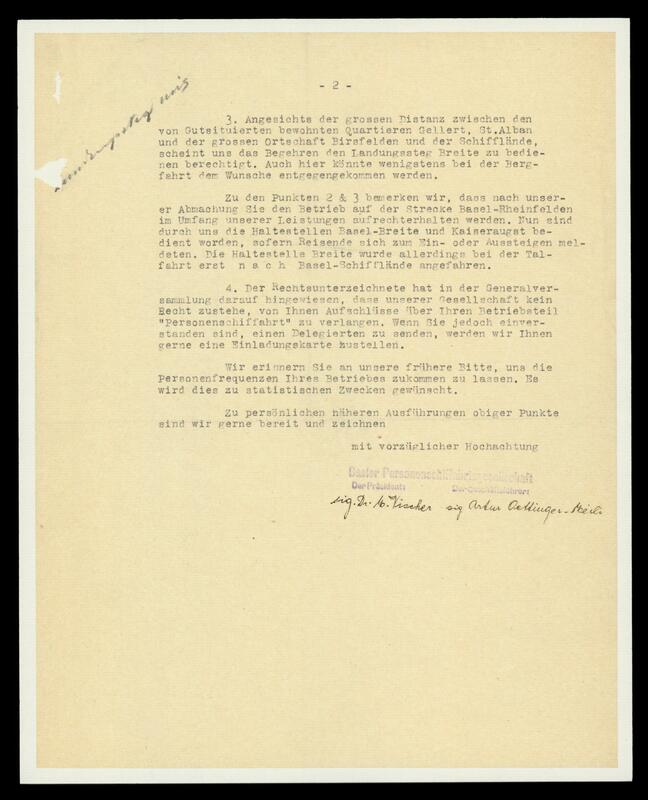 - 2 -
3. Angesichts der grossen Distanz zwischen den
von Gutsituierten bewohnten Quartieren Gellert, St.Alban
und der grossen Ortschaft Birsfelden und der Schifflände,
scheint uns das Begehren den Landungssteg Breite zu bedie-
nen berechtigt. Auch hier könnte wenigstens bei der Berg-
fahrt dem Wunsche entgegengekommen werden.
Zu den Punkten 2 & 3 bemerken wir, dass nach unser-
er Abmachung Sie den Betrieb auf der Strecke Basel-Rheinfelden
im Umfang unserer Leistungen aufrechterhalten werden. Nun sind
durch uns die Haltestellen Basel-Breite und Kaiseraugst be-
dient worden, sofern Reisende sich zum Ein- oder Aussteigen mel-
deten. Die Haltestelle Breite wurde allerdings bei der Tal-
fahrt erst n a c h Basel-Schifflände angefahren.
4. Der Rechtsunterzeichnete hat in der Generalver-
sammlung darauf hingewiesen, dass unserer Gesellschaft kein
Recht zustehe, von Ihnen Aufschlüsse über Ihren Betriebsteil
"Personenschiffahrt" zu verlangen. Wenn Sie jedoch einver-
standen sind, einen Delegierten zu senden, werden wir Ihnen
gerne eine Einladungskarte zustellen.
Wir erinnern Sie an unsere frühere Bitte, uns die
Personenfrequenzen Ihres Betriebes zukommen zu lassen. Es
wird dies zu statistischen Zwecken gewünscht.
Zu persönlichen näheren Ausführungen obiger Punkte
sind wir gerne bereit und zeichnen
mit vorzüglicher Hochachtung
Basler Personenschiffahrtsgesellschaft
Der Präsident: Der Geschäftsführer:
sig. Dr. W. Vischer sig Artur Oettinger-